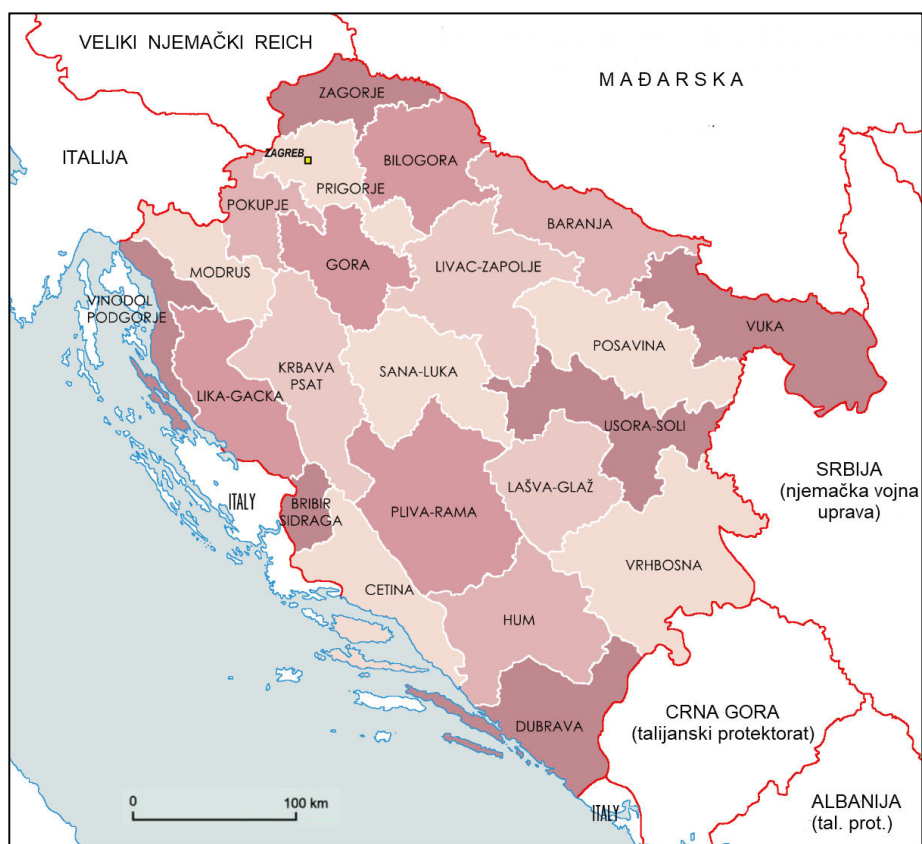 VELIKI NJEMAČKI REICH
MAĐARSKA
ZAGORJE
ITALIJA
ZAGREB
BILOGORA
PRIGORJE
POKUPJE
BARANJA
MODRUS
GORA
LIVAC-ZAPOLJE
VINODOL
PODGORJE
VUKA
POSAVINA
KRBAVA
PSAT
SANA-LUKA
LIKA-GACKA
USORA-SOLI
SRBIJA
(njemačka vojna
uprava)
LAŠVA-GLAŽ
ITALY
BRIBIR
SIDRAGA
PLIVA-RAMA
VRHBOSNA
CETINA
HUM
CRNA GORA
(talijanski protektorat)
DUBRAVA
0
100 km
ITALY
ALBANIJA
(tal. prot.)